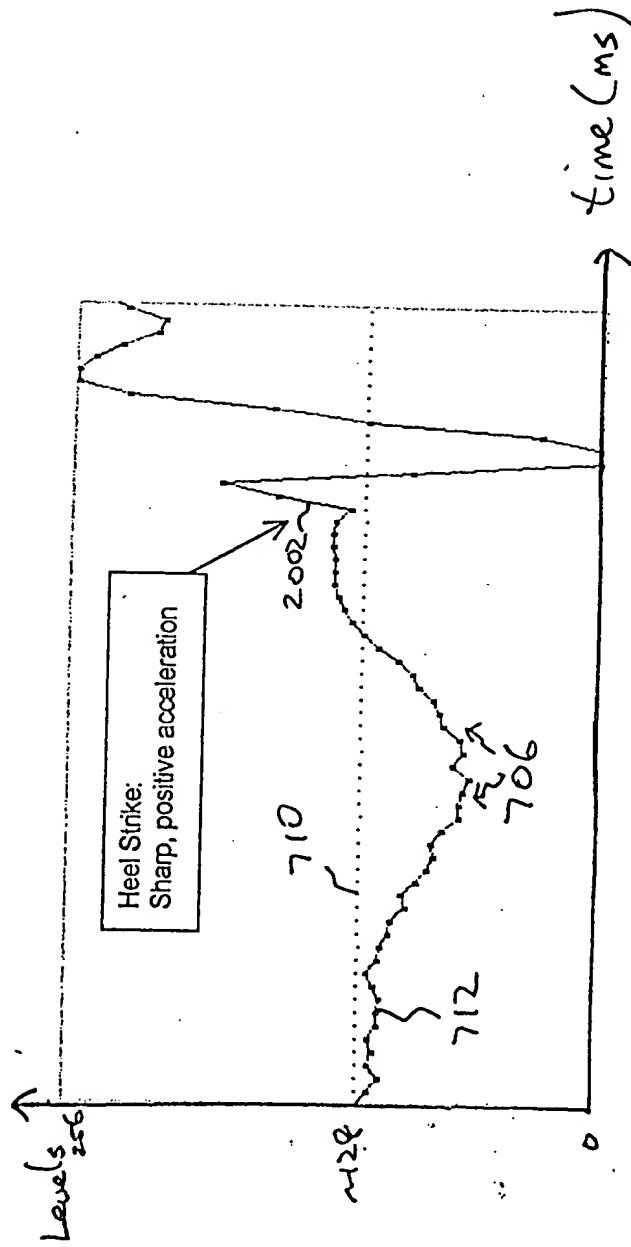 Levels
256
~128
0
Heel Strike:
Sharp, positive acceleration
2002
710
712
706
time (ms)